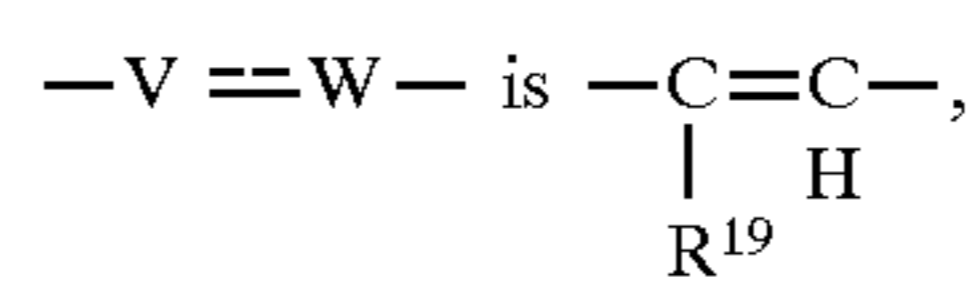 —V==W— is —C=C—,
H
R19